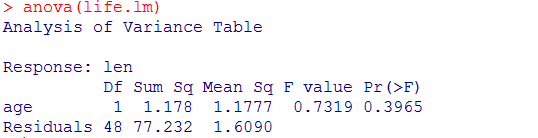 > anova(life.lm)
Analysis of Variance Table
Response: len
Df Sum Sq Mean Sq F value Pr(>F)
age 1 1.178 1.1777 0.7319 0.3965
Residuals 48 77.232 1.6090